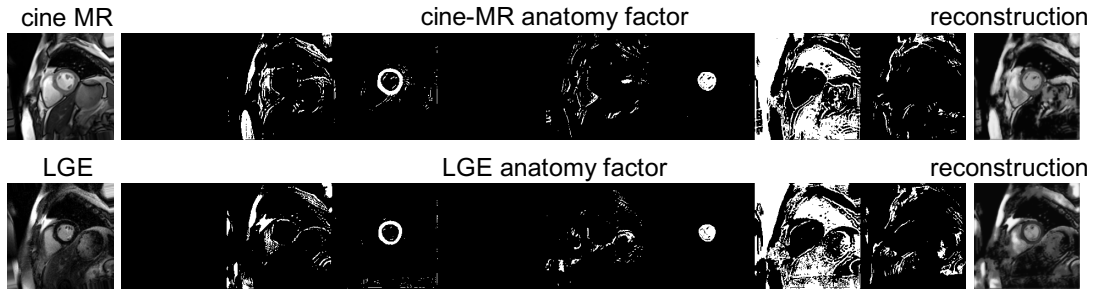 cine MR cine-MR anatomy factor reconstruction
LGE LGE anatomy factor reconstruction